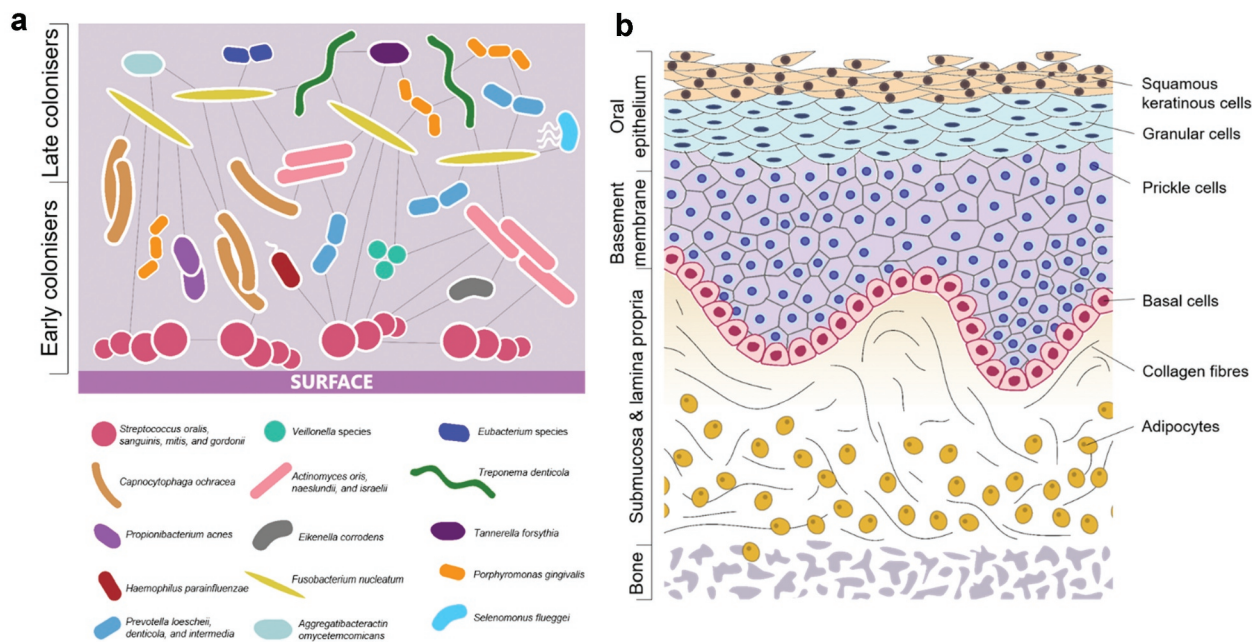 a
Late colonisers
Early colonisers
SURFACE
Streptococcus oralis,
sanguinis, mitis, and gordonii
Veillonella species
Eubacterium species
Capnocytophaga ochracea
Actinomyces oris,
naeslundii, and israelii
Treponema denticola
Propionibacterium acnes
Eikenella corrodens
Tannerella forsythia
Haemophilus parainfluenzae
Fusobacterium nucleatum
Porphyromonas gingivalis
Prevotella loescheii,
denticola, and intermedia
Aggregatibacteractin
omycetemcomicans
Selenomonus flueggei
b
Oral
epithelium
Basement
membrane
Submucosa & lamina propria
Bone
Squamous
keratinous cells
Granular cells
Prickle cells
Basal cells
Collagen fibres
Adipocytes